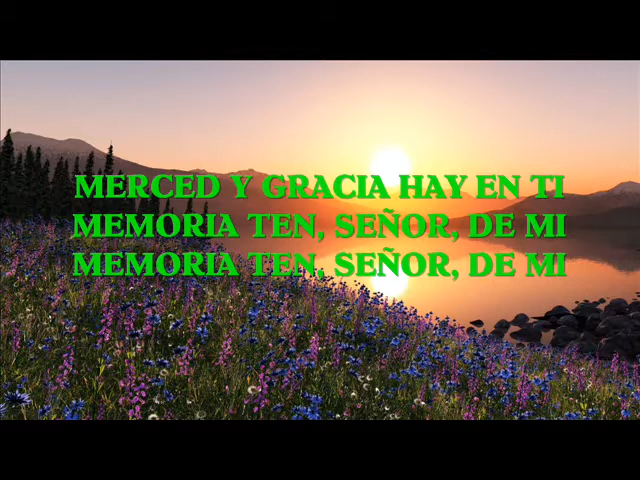 MERCED Y GRACIA HAY EN TI
MEMORIA TEN, SEÑOR, DE MI
MEMORIA TEN, SEÑOR, DE MI